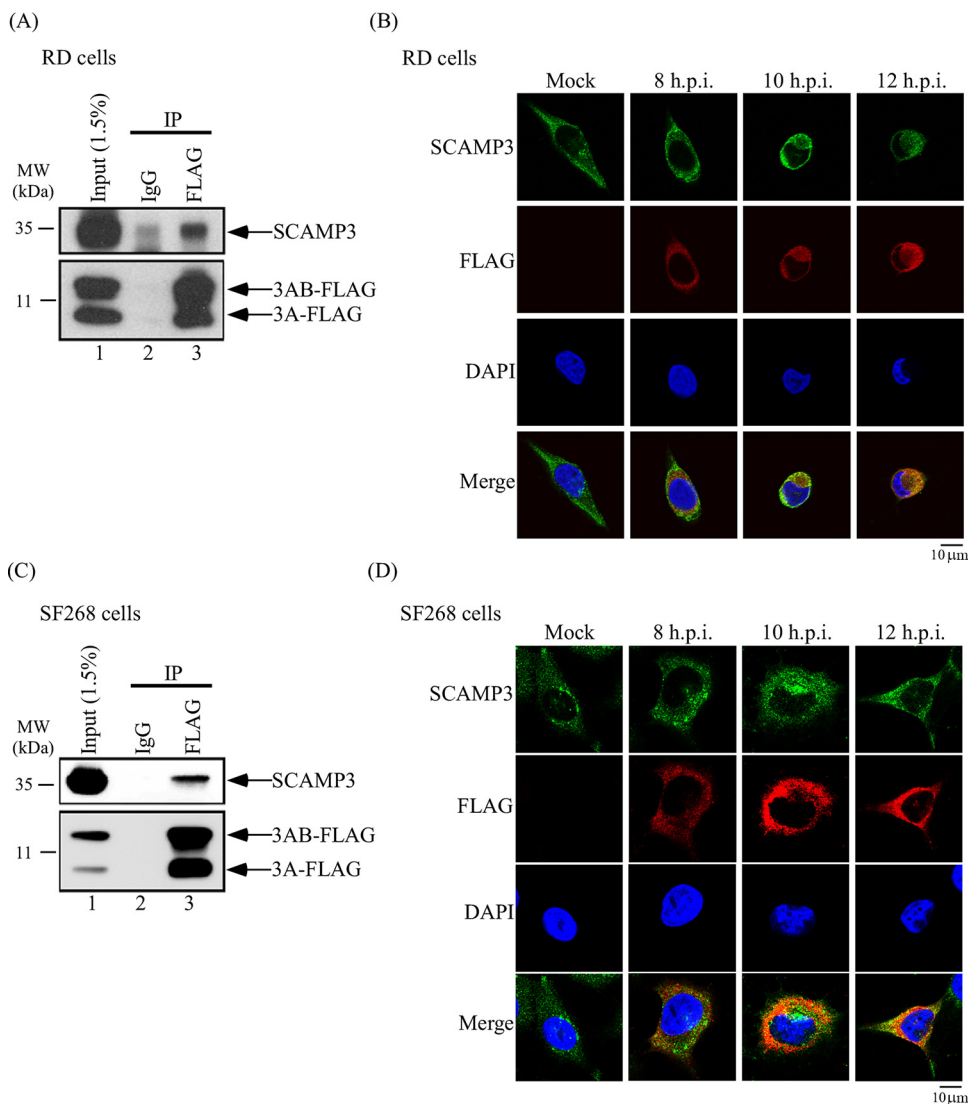 (A)
RD cells
Input (1.5%)
IP
IgG
FLAG
MW
(kDa)
35
SCAMP3
11
3AB-FLAG
3A-FLAG
1 2 3
(B)
RD cells
Mock 8 h.p.i. 10 h.p.i. 12 h.p.i.
SCAMP3
FLAG
DAPI
Merge
10 μm
(C)
SF268 cells
Input (1.5%)
IP
IgG
FLAG
MW
(kDa)
35
SCAMP3
11
3AB-FLAG
3A-FLAG
1 2 3
(D)
SF268 cells
Mock 8 h.p.i. 10 h.p.i. 12 h.p.i.
SCAMP3
FLAG
DAPI
Merge
10 μm